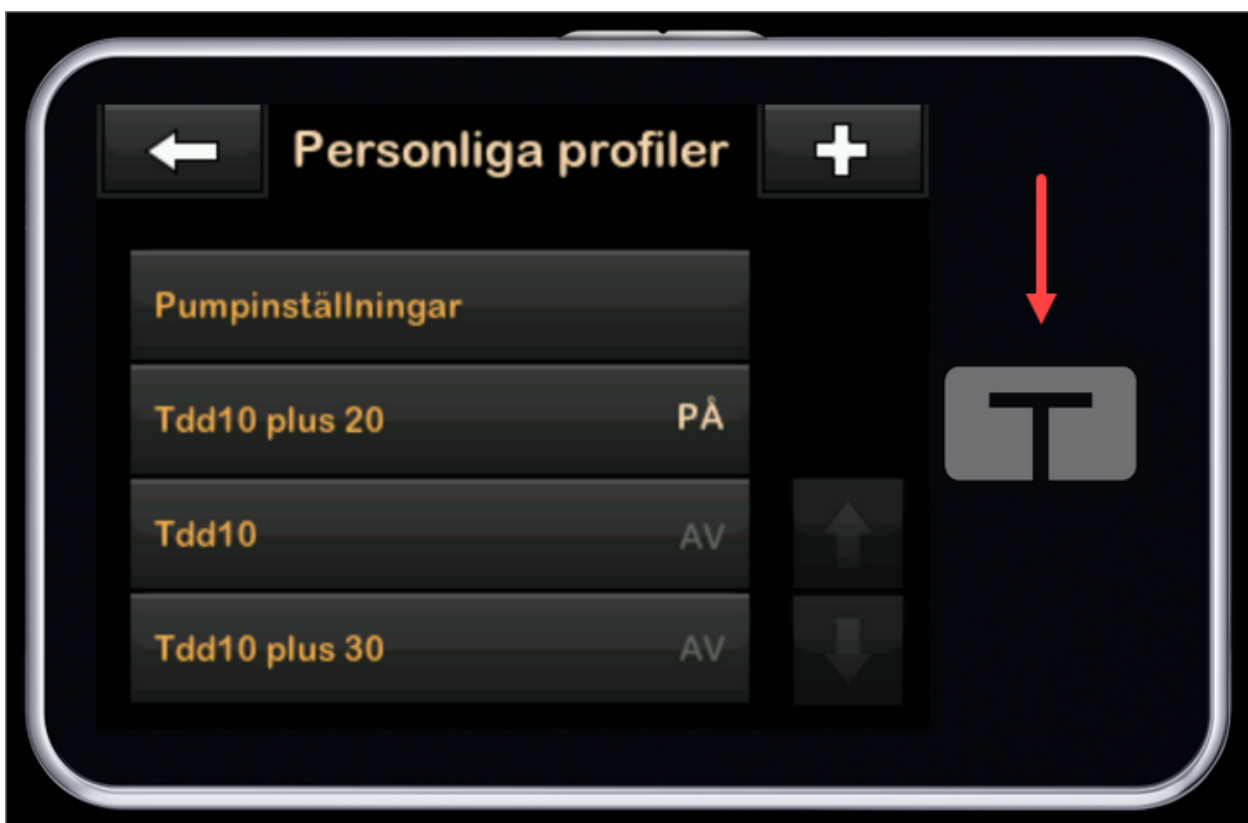 Personliga profiler
Pumpinställningar
Tdd10 plus 20 PÅ
Tdd10 AV
Tdd10 plus 30 AV
T